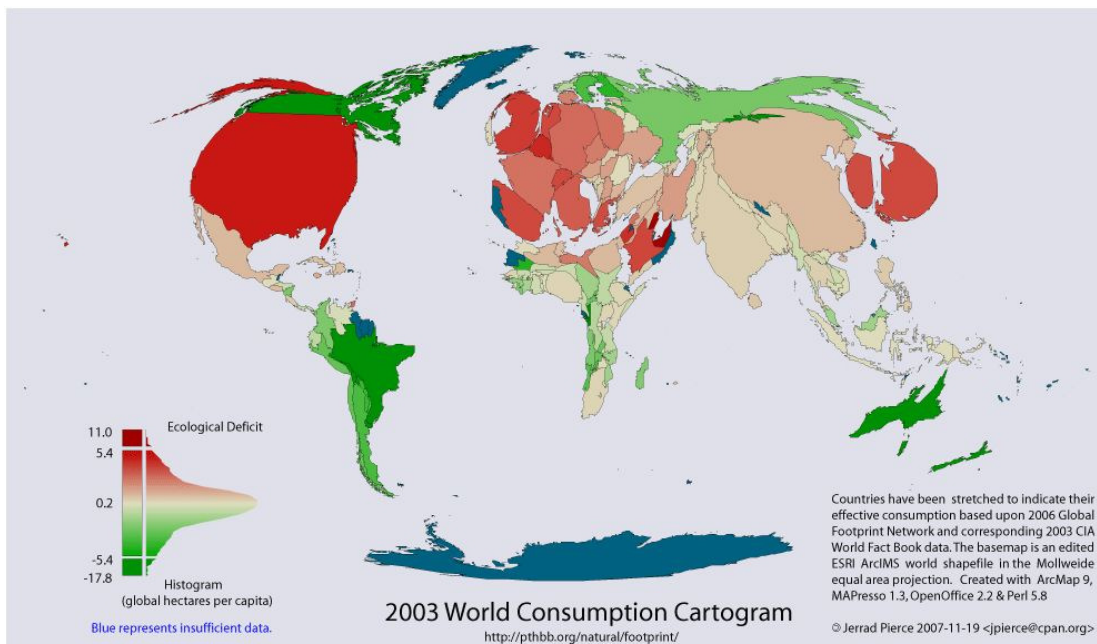 Ecological Deficit
11.0
5.4
0.2
-5.4
-17.8
Histogram
(global hectares per capita)
Blue represents insufficient data.
2003 World Consumption Cartogram
http://pthbb.org/natural/footprint/
Countries have been stretched to indicate their
effective consumption based upon 2006 Global
Footprint Network and corresponding 2003 CIA
World Fact Book data. The basemap is an edited
ESRI ArcIMS world shapefile in the Mollweide
equal area projection. Created with ArcMap 9,
MAPresso 1.3, OpenOffice 2.2 & Perl 5.8
© Jerrad Pierce 2007-11-19 <jpierce@cpan.org>